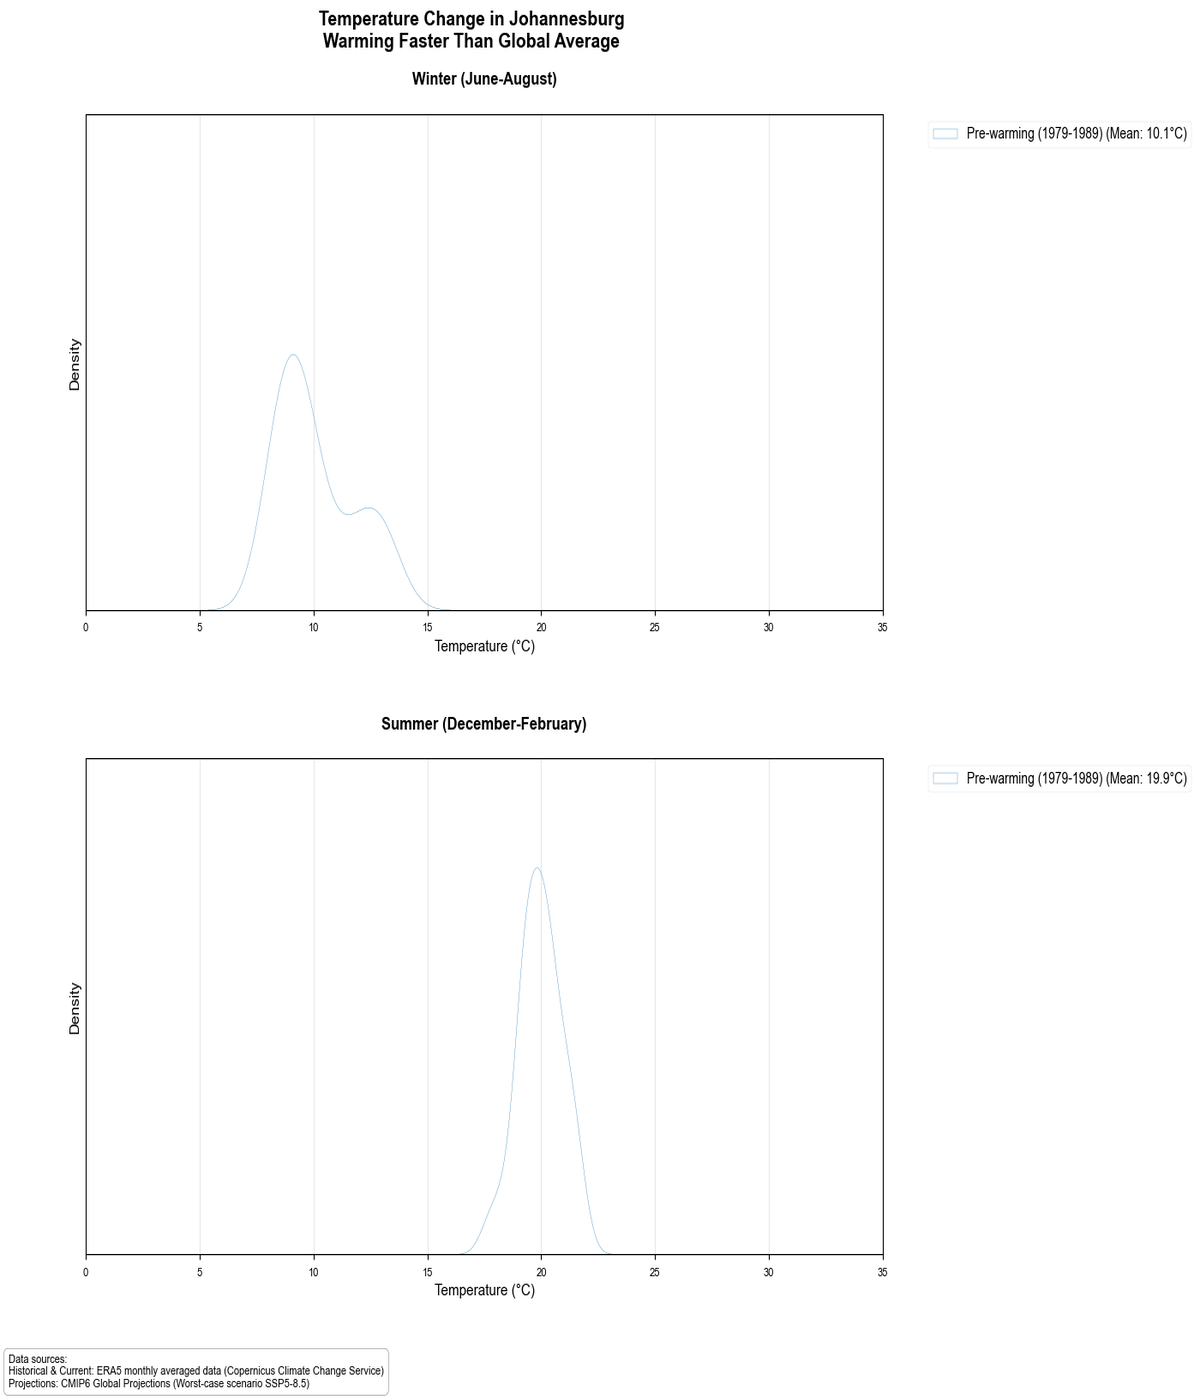 Temperature Change in Johannesburg
Warming Faster Than Global Average
Winter (June-August)
Pre-warming (1979-1989) (Mean: 10.1°C)
Density
0 5 10 15 20 25 30 35
Temperature (°C)
Summer (December-February)
Pre-warming (1979-1989) (Mean: 19.9°C)
Density
0 5 10 15 20 25 30 35
Temperature (°C)
Data sources:
Historical & Current: ERA5 monthly averaged data (Copernicus Climate Change Service)
Projections: CMIP6 Global Projections (Worst-case scenario SSP5-8.5)